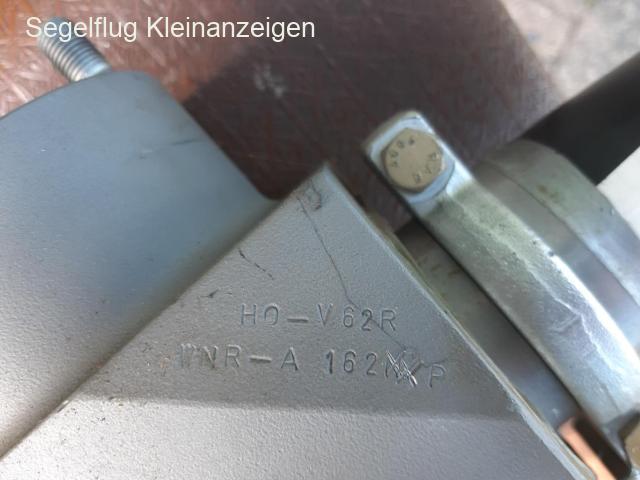 Segelflug Kleinanzeigen
HO-V62R
WNR-A 162